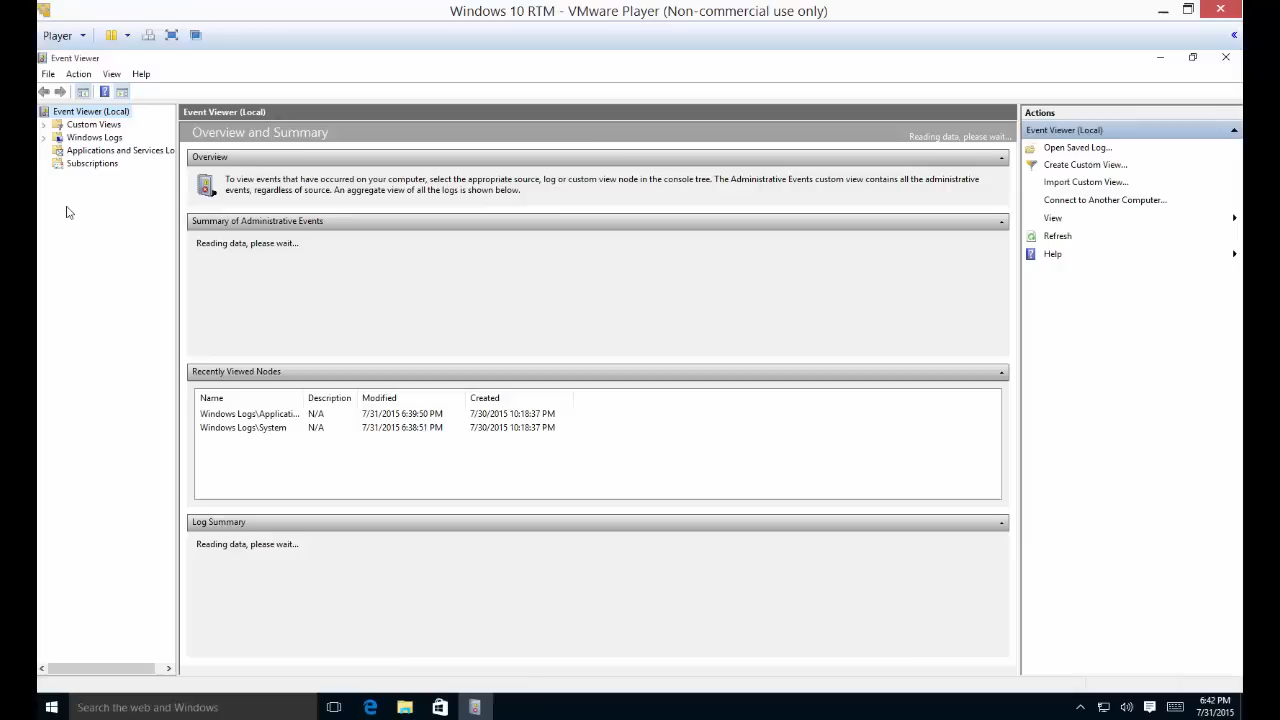 Windows 10 RTM - VMware Player (Non-commercial use only)
Player
Event Viewer
File Action View Help
Event Viewer (Local)
Custom Views
Windows Logs
Applications and Services Lo
Subscriptions
Event Viewer (Local)
Overview and Summary
Reading data, please wait...
Overview
To view events that have occurred on your computer, select the appropriate source, log or custom view node in the console tree. The Administrative Events custom view contains all the administrative
events, regardless of source. An aggregate view of all the logs is shown below.
Summary of Administrative Events
Reading data, please wait...
Recently Viewed Nodes
Name Description Modified Created
Windows Logs\Applicati... N/A 7/31/2015 6:39:50 PM 7/30/2015 10:18:37 PM
Windows Logs\System N/A 7/31/2015 6:38:51 PM 7/30/2015 10:18:37 PM
Log Summary
Reading data, please wait...
Actions
Event Viewer (Local)
Open Saved Log...
Create Custom View...
Import Custom View...
Connect to Another Computer...
View
Refresh
Help
Search the web and Windows
6:42 PM
7/31/2015